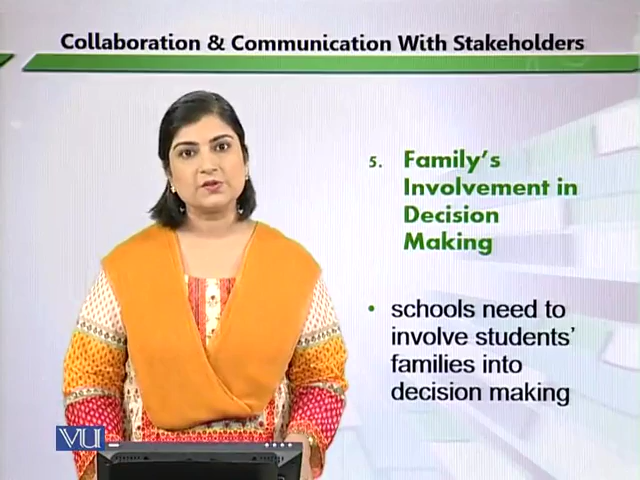 Collaboration & Communication With Stakeholders
5. Family's
Involvement in
Decision
Making
• schools need to
involve students'
families into
decision making
VU